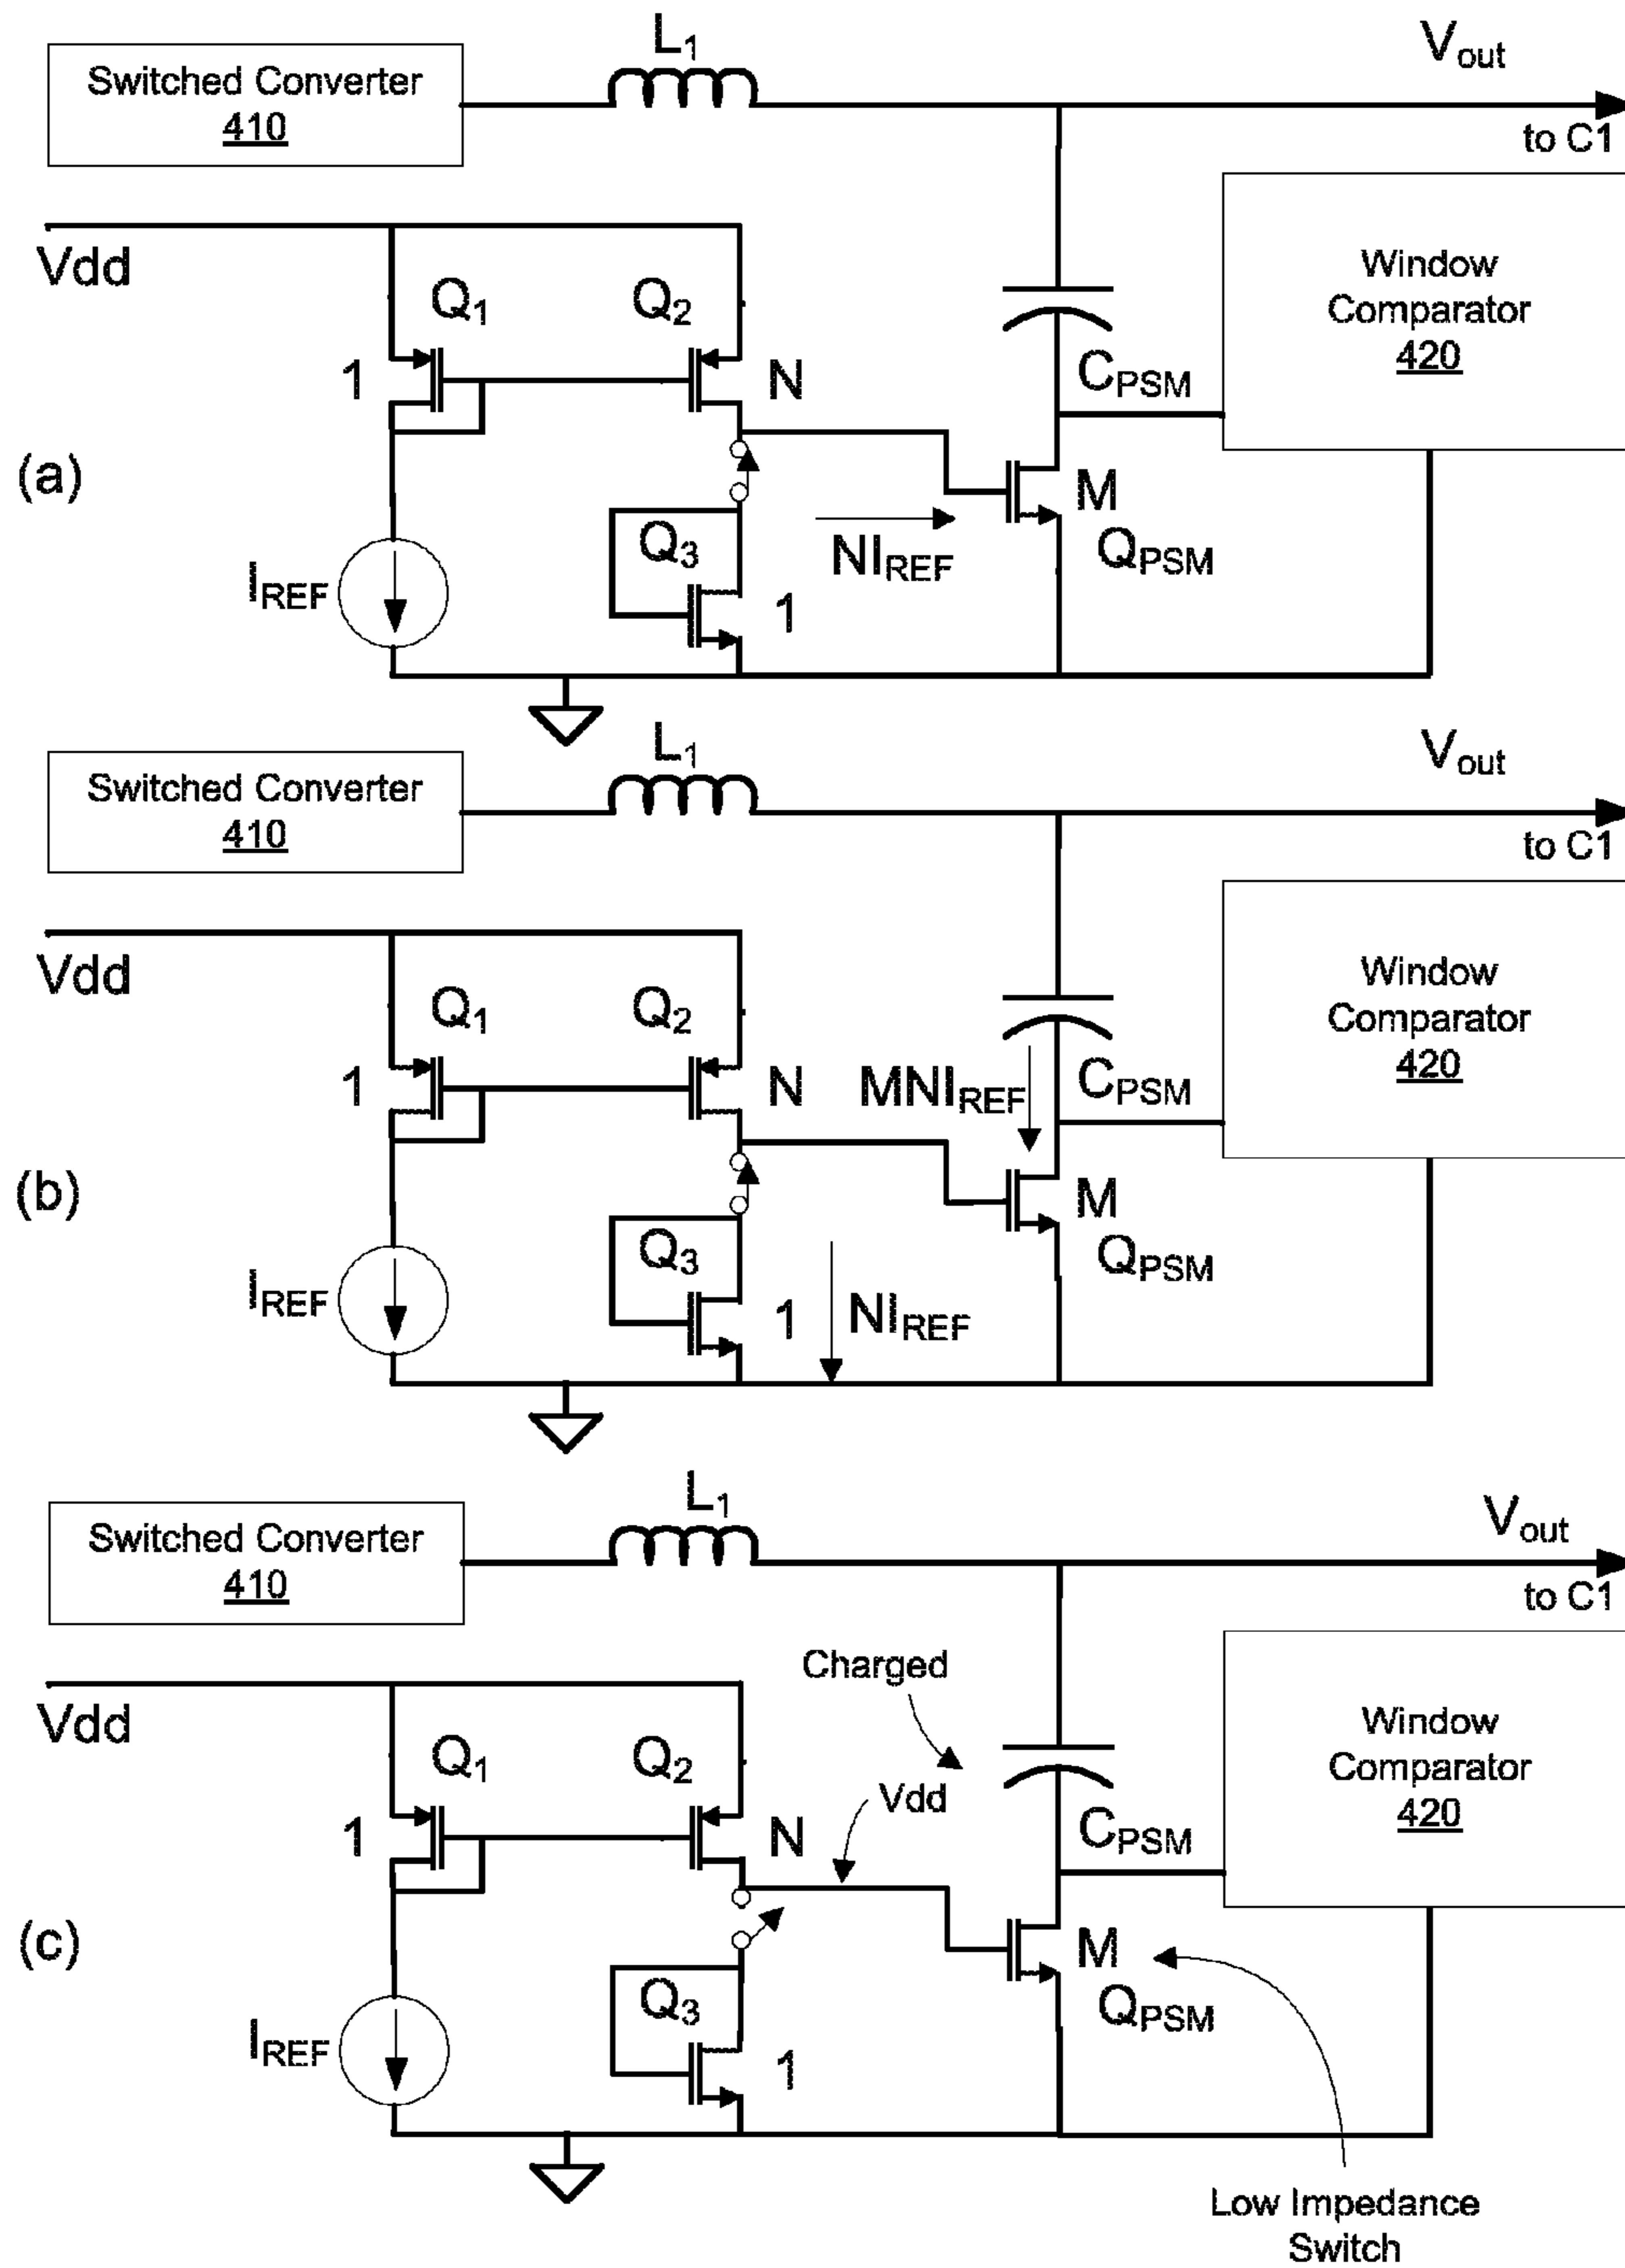 L1
Vout
Switched Converter
410
to C1
Vdd
Q1
Q2
Window
Comparator
420
1
N
CPSM
(a)
M
QPSM
Q3
NIREF
IREF
1
L1
Vout
Switched Converter
410
to C1
Vdd
Q1
Q2
Window
Comparator
420
1
N
MNIREF
CPSM
(b)
M
QPSM
Q3
IREF
1
NIREF
L1
Vout
Switched Converter
410
to C1
Charged
Vdd
Q1
Q2
Vdd
Window
Comparator
420
1
N
CPSM
(c)
M
QPSM
Q3
IREF
1
Low Impedance
Switch